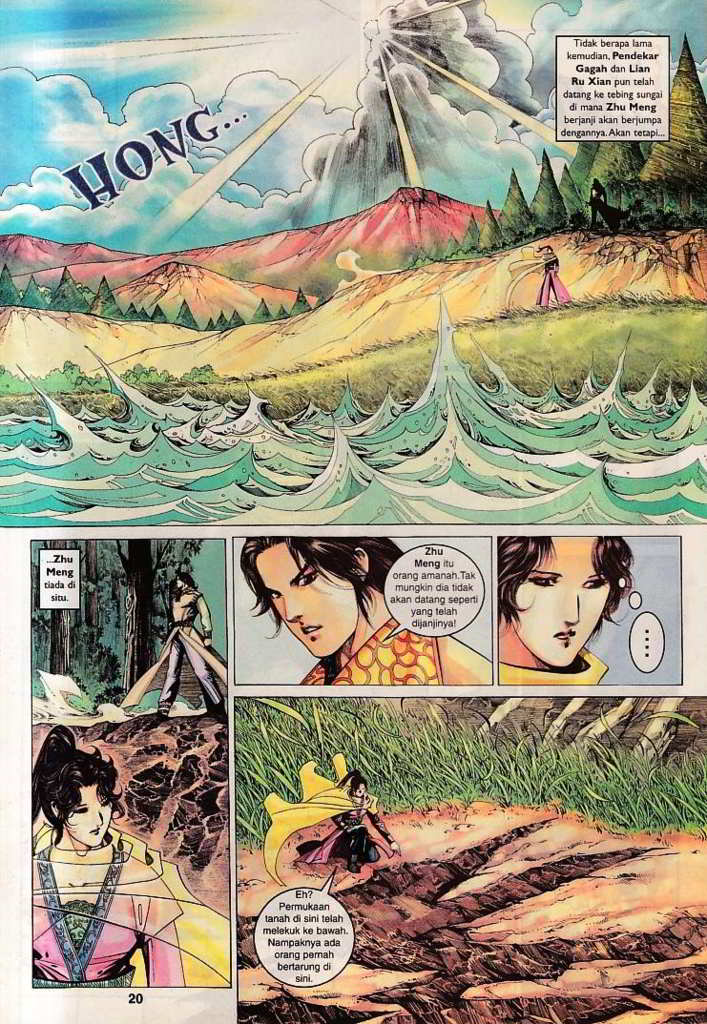 Tidak berapa lama
kemudian, Pendekar
Gagah dan Lian
Ru Xian pun telah
datang ke tebing sungai
di mana Zhu Meng
berjanji akan berjumpa
dengannya. Akan tetapi...
HONG...
...Zhu
Meng
tiada di
situ.
Zhu
Meng itu
orang amanah.Tak
mungkin dia tidak
akan datang seperti
yang telah
dijanjinya!
....
Eh?
Permukaan
tanah di sini telah
melekuk ke bawah.
Nampaknya ada
orang pernah
bertarung di
sini.
20